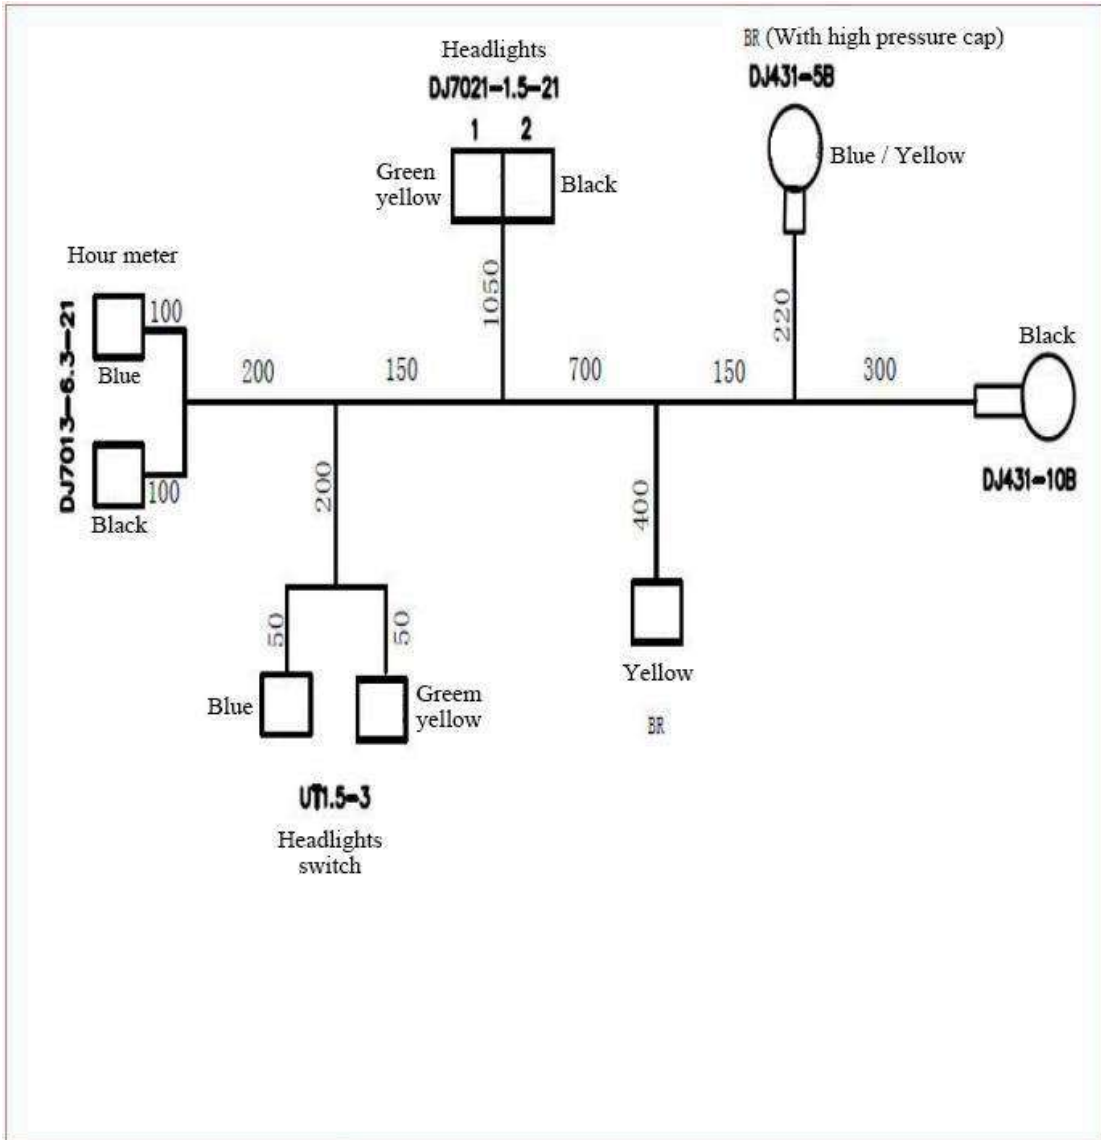 BR (With high pressure cap)
DJ431-5B
Headlights
DJ7021-1.5-21
1 2
Green
yellow
Black
Blue / Yellow
Hour meter
DJ7013-6.3-21
100
Blue
Black
100
200
150
1050
700
150
220
300
Black
DJ431-10B
200
50
50
Blue
Greem
yellow
UT1.5-3
Headlights
switch
400
Yellow
BR